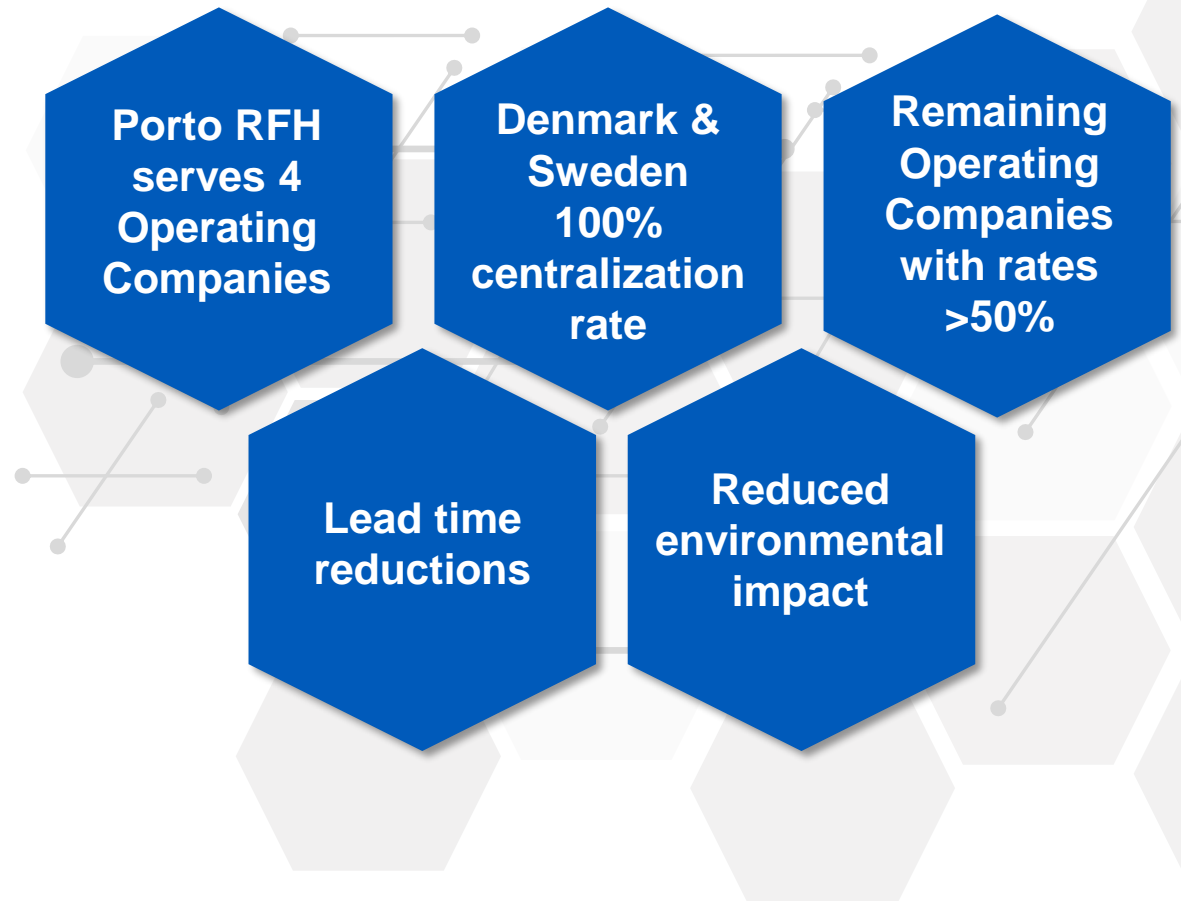 Porto RFH
serves 4
Operating
Companies
Denmark &
Sweden
100%
centralization
rate
Remaining
Operating
Companies
with rates
>50%
Lead time
reductions
Reduced
environmental
impact